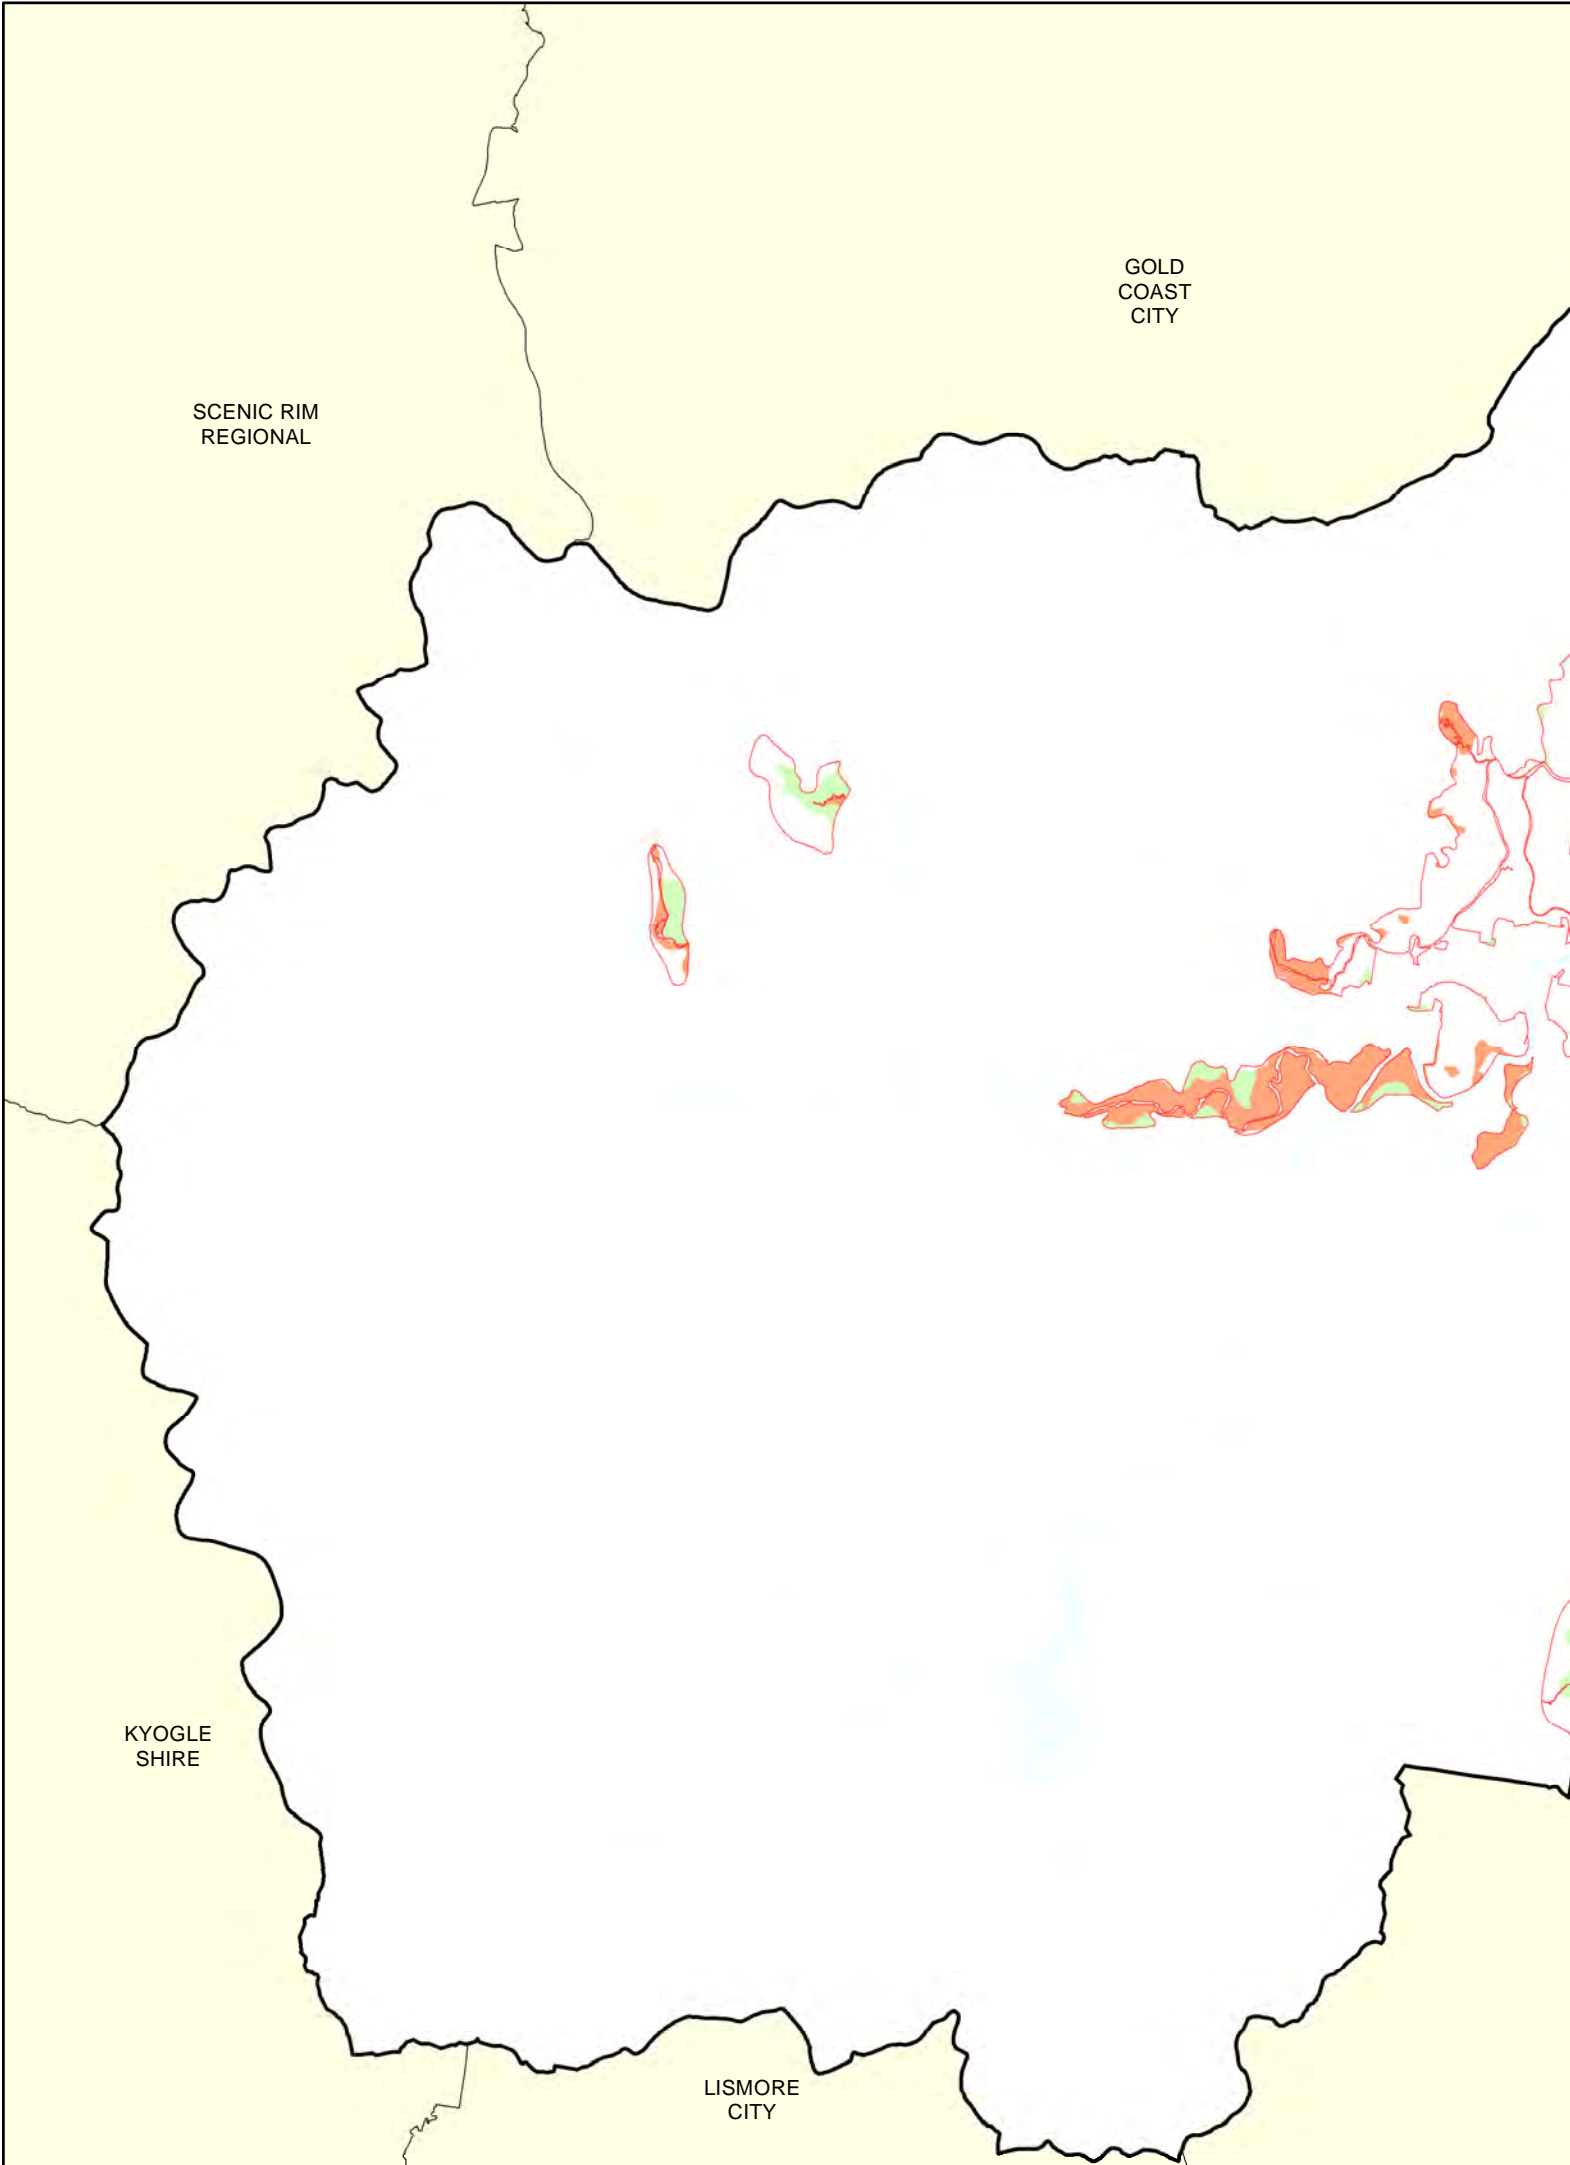 GOLD
COAST
CITY
SCENIC RIM
REGIONAL
KYOGLE
SHIRE
LISMORE
CITY